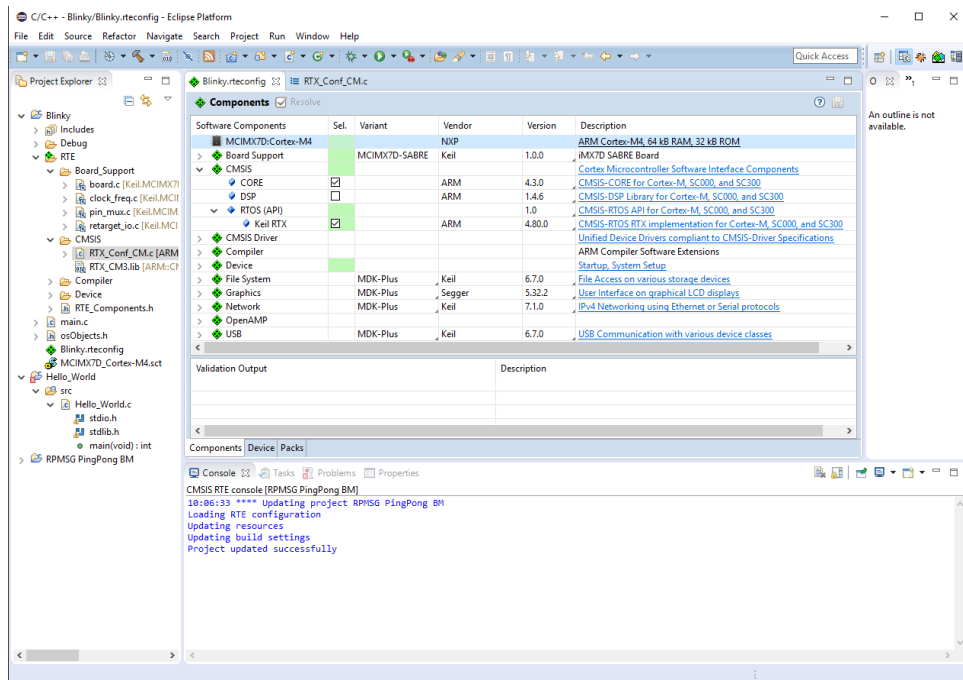 C/C++ - Blinky/Blinky.rteconfig - Eclipse Platform
File Edit Source Refactor Navigate Search Project Run Window Help
Quick Access
Project Explorer
Blinky.rteconfig
RTX_Conf_CM.c
Components
Resolve
An outline is not available.
Blinky
Includes
Debug
RTE
Board_Support
board.c [Keil.MCIMX7I
clock_freq.c [Keil.MCII
pin_mux.c [Keil.MCIM
retarget_io.c [Keil.MCI
CMSIS
RTX_Conf_CM.c [ARM
RTX_CM3.lib [ARM::CI
Compiler
Device
RTE_Components.h
main.c
osObjects.h
Blinky.rteconfig
MCIMX7D_Cortex-M4.sct
Hello_World
src
Hello_World.c
stdio.h
stdlib.h
main(void) : int
RPMSG PingPong BM
Software Components Sel. Variant Vendor Version Description
MCIMX7D:Cortex-M4 NXP ARM Cortex-M4, 64 kB RAM, 32 kB ROM
Board Support MCIMX7D-SABRE Keil 1.0.0 iMX7D SABRE Board
CMSIS Cortex Microcontroller Software Interface Components
CORE ARM 4.3.0 CMSIS-CORE for Cortex-M, SC000, and SC300
DSP ARM 1.4.6 CMSIS-DSP Library for Cortex-M, SC000, and SC300
RTOS (API) 1.0 CMSIS-RTOS API for Cortex-M, SC000, and SC300
Keil RTX ARM 4.80.0 CMSIS-RTOS RTX implementation for Cortex-M, SC000, and SC300
CMSIS Driver Unified Device Drivers compliant to CMSIS-Driver Specifications
Compiler ARM Compiler Software Extensions
Device Startup, System Setup
File System MDK-Plus Keil 6.7.0 File Access on various storage devices
Graphics MDK-Plus Segger 5.32.2 User Interface on graphical LCD displays
Network MDK-Plus Keil 7.1.0 IPv4 Networking using Ethernet or Serial protocols
OpenAMP
USB MDK-Plus Keil 6.7.0 USB Communication with various device classes
Validation Output Description
Components Device Packs
Console Tasks Problems Properties
CMSIS RTE console [RPMSG PingPong BM]
10:06:33 **** Updating project RPMSG PingPong BM
Loading RTE configuration
Updating resources
Updating build settings
Project updated successfully